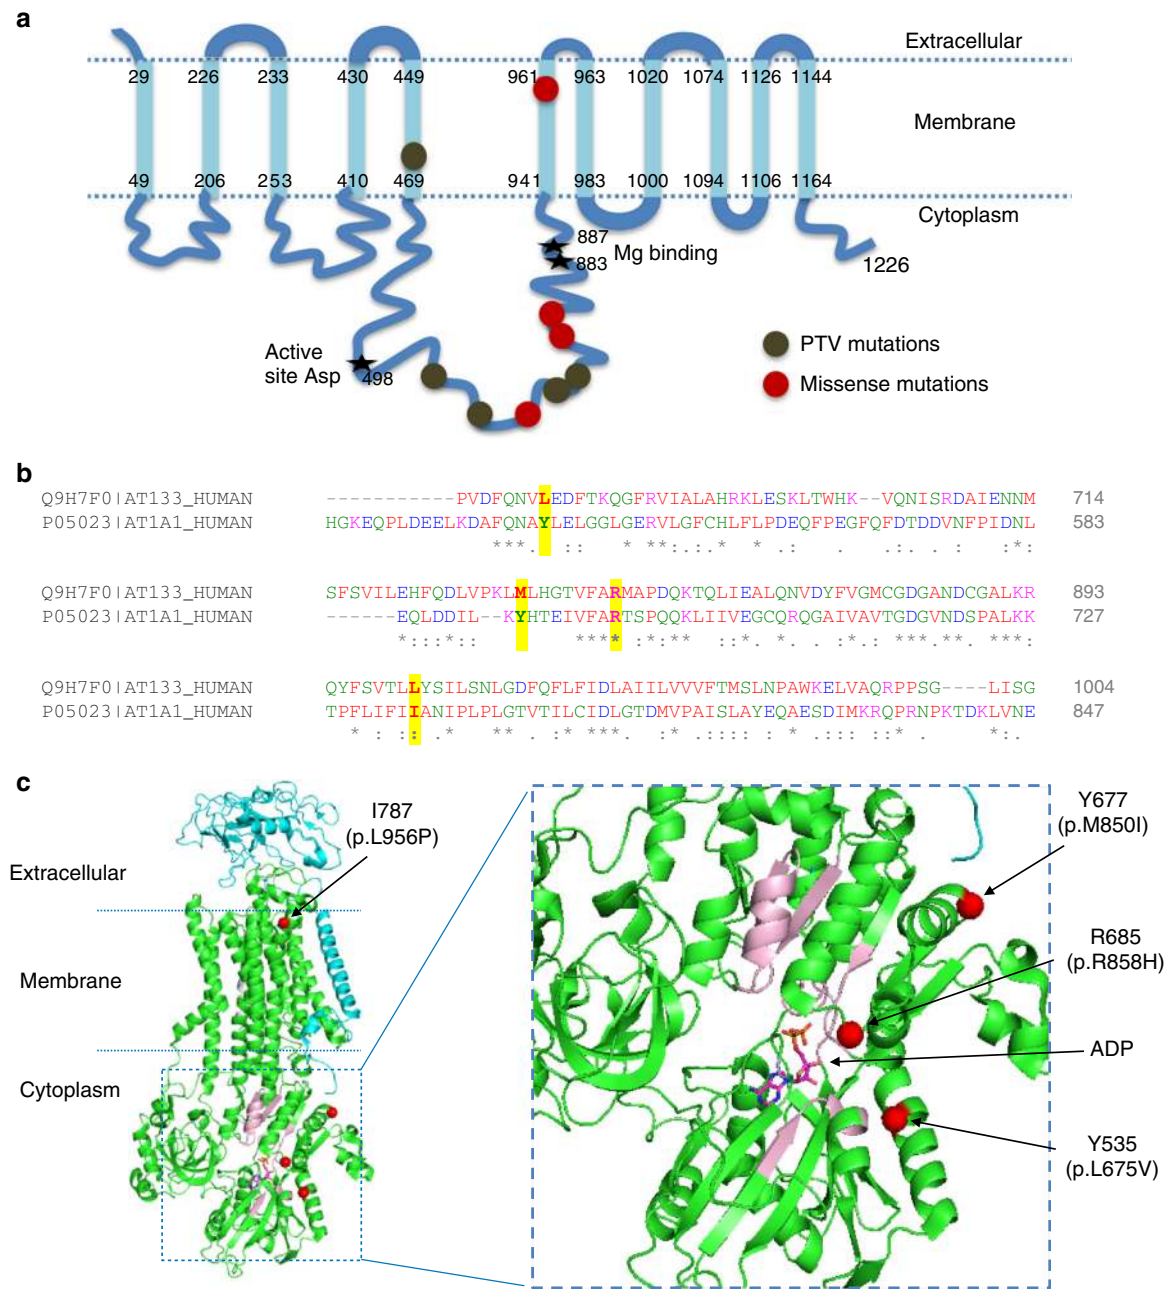 a
Extracellular
29 226 233 430 449 961 963 1020 1074 1126 1144
Membrane
49 206 253 410 469 941 983 1000 1094 1106 1164
Cytoplasm
887
Mg binding
883
1226
Active
site Asp
498
PTV mutations
Missense mutations
b
Q9H7F0|AT133_HUMAN -----------PVDFQNVLEDFTKQGFRVIALAHRKLESKLTWHK--VQNISRDAIENNM 714
P05023|AT1A1_HUMAN HGKEQPLDEELKDAFQNAYLELGGLGERVLGFCHLFLPDEQFPEGFQFDTDDVNFPIDNL 583
***. :: * **:.:.* * .: . .: . :*:
Q9H7F0|AT133_HUMAN SFSVILEHFQDLVPKLMLHGTVFARMAPDQKTQLIEALQNVDYFVGMCGDGANDCGALKR 893
P05023|AT1A1_HUMAN ------EQLDDIL--KYHTEIVFARTSPQQKLIIVEGCQRQGAIVAVTGDGVNDSPALKK 727
*:::*: * **** :*:** ::*. *. . :*.: ***.**. ***:
Q9H7F0|AT133_HUMAN QYFSVTLLYSILSNLGDFQFLFIDLAIILVVVFTMSLNPAWKELVAQRPPSG----LISG 1004
P05023|AT1A1_HUMAN TPFLIFIIANIPLPLGTVTILCIDLGTDMVPAISLAYEQAESDIMKRQPRNPKTDKLVNE 847
* : :: .* ** . :* ***. :* .::: : * .:::: ::* . *:.
c
I787
(p.L956P)
Extracellular
Membrane
Cytoplasm
Y677
(p.M850I)
R685
(p.R858H)
ADP
Y535
(p.L675V)